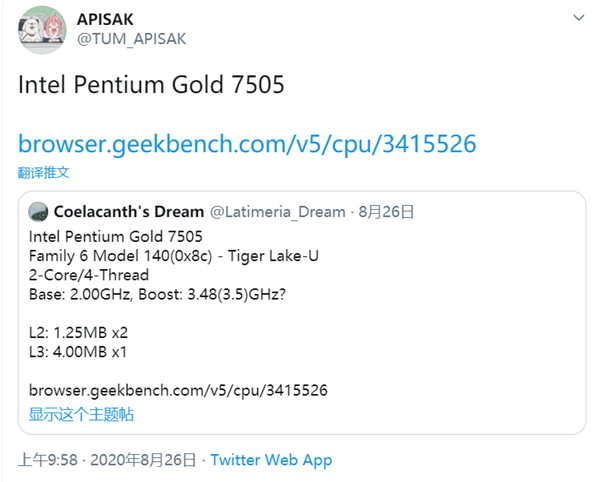 APISAK
@TUM_APISAK
Intel Pentium Gold 7505
browser.geekbench.com/v5/cpu/3415526
翻译推文
Coelacanth's Dream @Latimeria_Dream · 8月26日
Intel Pentium Gold 7505
Family 6 Model 140(0x8c) - Tiger Lake-U
2-Core/4-Thread
Base: 2.00GHz, Boost: 3.48(3.5)GHz?
L2: 1.25MB x2
L3: 4.00MB x1
browser.geekbench.com/v5/cpu/3415526
显示这个主题帖
上午9:58 · 2020年8月26日 · Twitter Web App